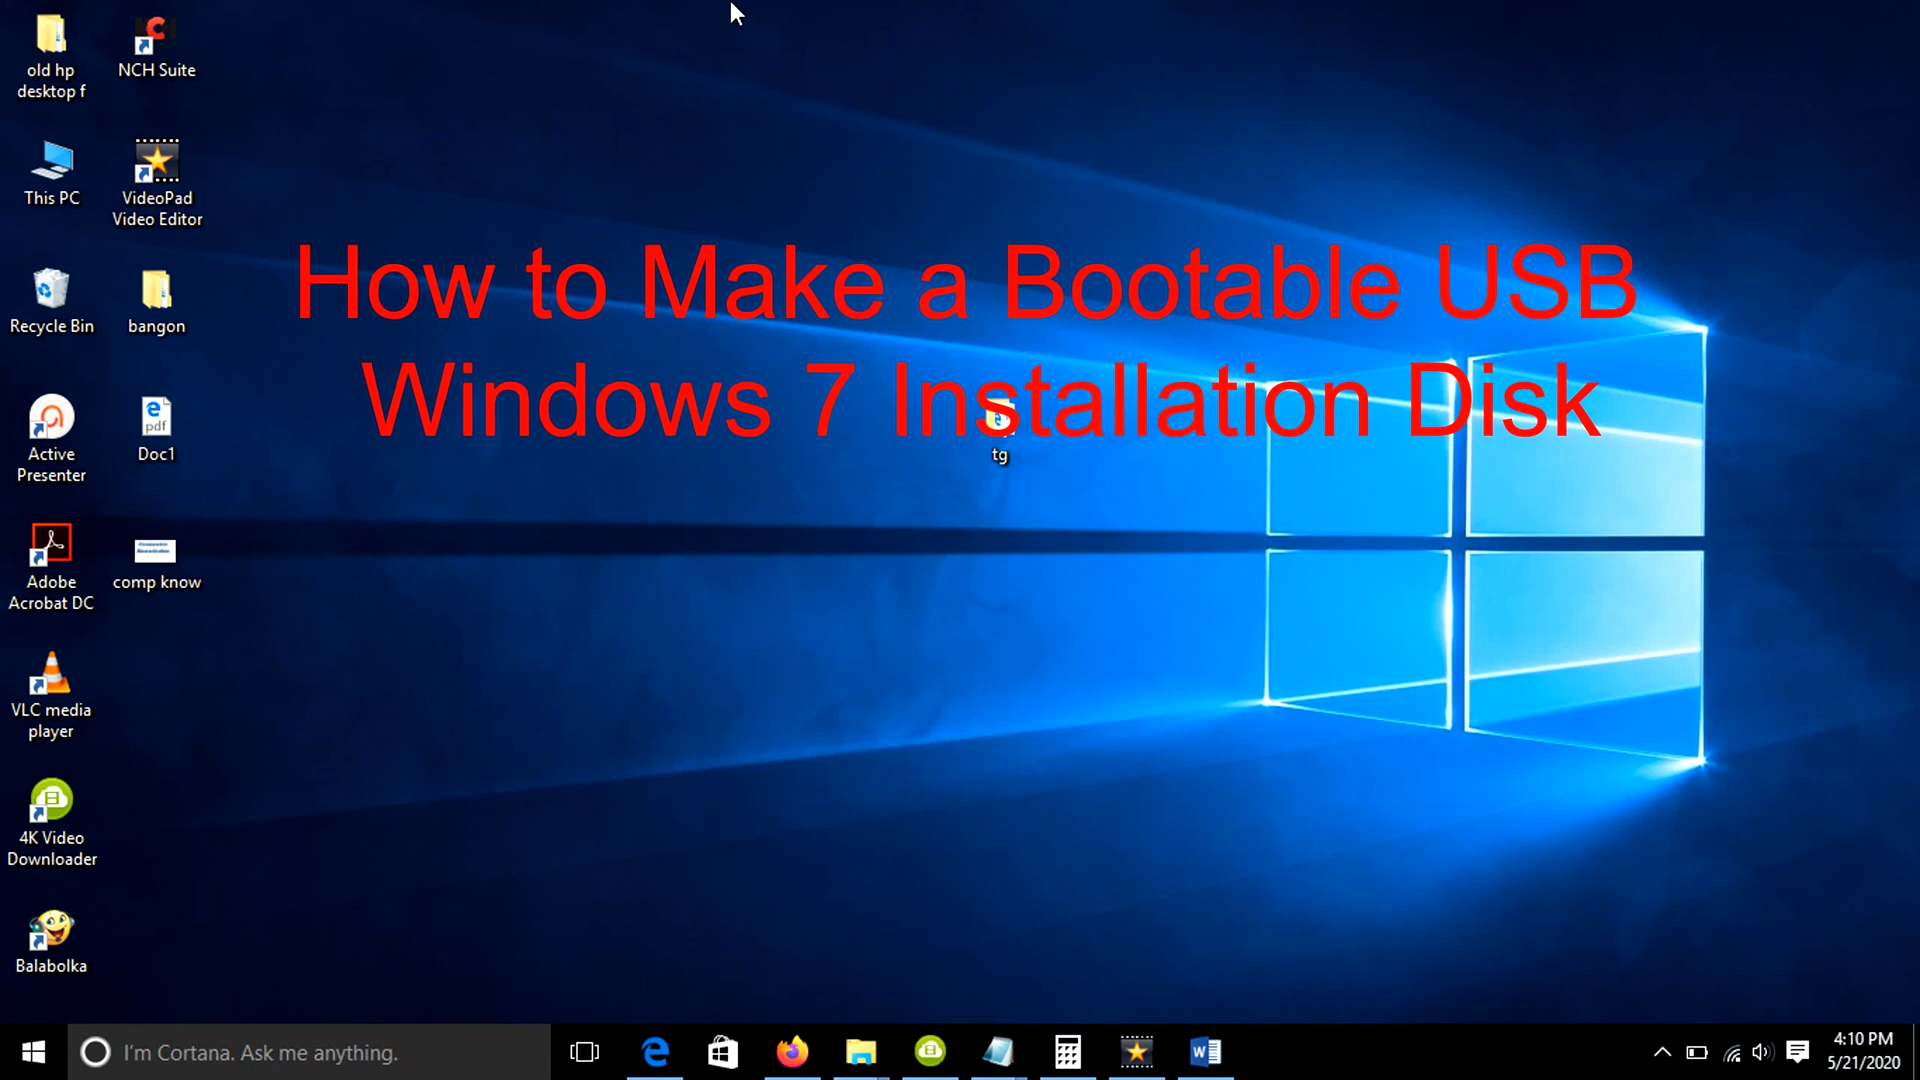 old hp
desktop f
NCH Suite
This PC
VideoPad
Video Editor
How to Make a Bootable USB
Windows 7 Installation Disk
Recycle Bin
bangon
Active
Presenter
pdf
Doc1
tg
Adobe
Acrobat DC
comp know
VLC media
player
4K Video
Downloader
Balabolka
I'm Cortana. Ask me anything.
4:10 PM
5/21/2020